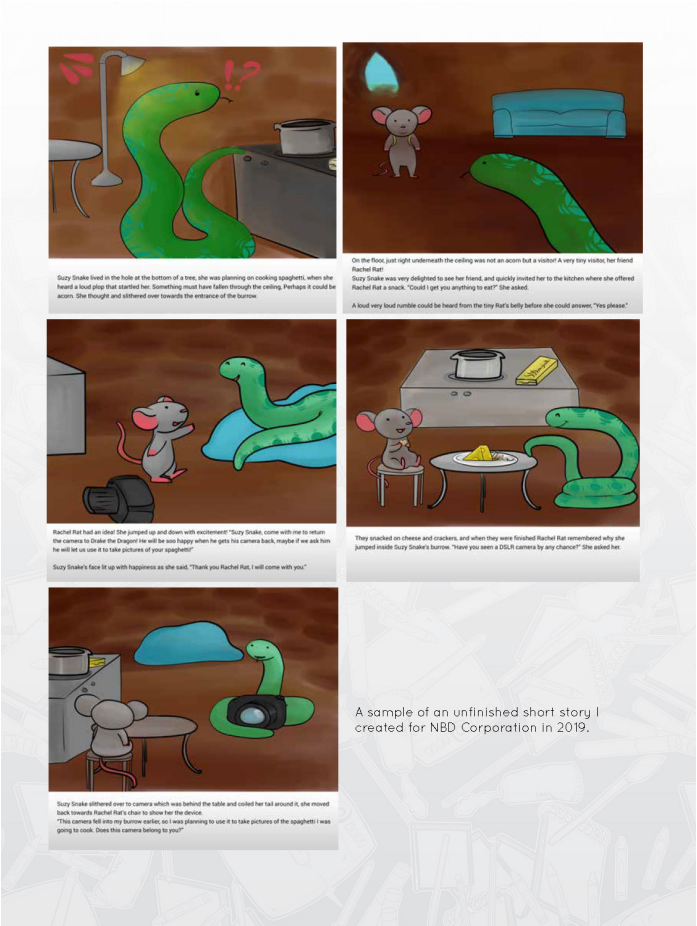 !?
Suzy Snake lived in the hole at the bottom of a tree, she was planning on cooking spaghetti, when she
heard a loud plop that startled her. Something must have fallen through the ceiling, Perhaps it could be
acorn. She thought and slithered over towards the entrance of the burrow.
On the floor, just right underneath the ceiling was not an acorn but a visitor! A very tiny visitor, her friend
Rachel Rat!
Suzy Snake was very delighted to see her friend, and quickly invited her to the kitchen where she offered
Rachel Rat a snack. "Could I get you anything to eat?" She asked.
A loud very loud rumble could be heard from the tiny Rat's belly before she could answer, "Yes please."
Rachel Rat had an idea! She jumped up and down with excitement! "Suzy Snake, come with me to return
the camera to Drake the Dragon! He will be soo happy when he gets his camera back, maybe if we ask him
he will let us use it to take pictures of your spaghetti!"
Suzy Snake's face lit up with happiness as she said, "Thank you Rachel Rat, I will come with you."
They snacked on cheese and crackers, and when they were finished Rachel Rat remembered why she
jumped inside Suzy Snake's burrow. "Have you seen a DSLR camera by any chance?" She asked her.
Suzy Snake slithered over to camera which was behind the table and coiled her tail around it, she moved
back towards Rachel Rat's chair to show her the device.
"This camera fell into my burrow earlier, so I was planning to use it to take pictures of the spaghetti I was
going to cook. Does this camera belong to you?"
A sample of an unfinished short story I
created for NBD Corporation in 2019.